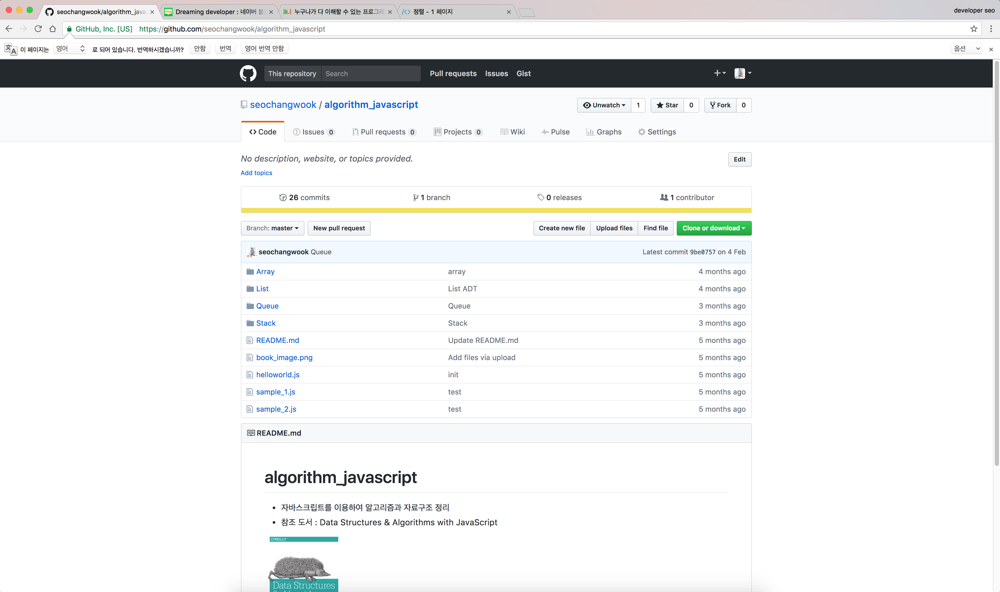 seochangwook/algorithm_javas
Dreaming developer : 네이버 블로
누구나가 다 이해할 수 있는 프로그래
정렬 - 1 페이지
developer seo
GitHub, Inc. [US] https://github.com/seochangwook/algorithm_javascript
이 페이지는 영어 로 되어 있습니다. 번역하시겠습니까? 안함 번역 영어 번역 안함 옵션
This repository Search Pull requests Issues Gist
seochangwook / algorithm_javascript
Unwatch 1 Star 0 Fork 0
Code Issues 0 Pull requests 0 Projects 0 Wiki Pulse Graphs Settings
No description, website, or topics provided. Edit
Add topics
26 commits 1 branch 0 releases 1 contributor
Branch: master New pull request Create new file Upload files Find file Clone or download
seochangwook Queue Latest commit 9be0757 on 4 Feb
Array array 4 months ago
List List ADT 4 months ago
Queue Queue 3 months ago
Stack Stack 3 months ago
README.md Update README.md 5 months ago
book_image.png Add files via upload 5 months ago
helloworld.js init 5 months ago
sample_1.js test 5 months ago
sample_2.js test 5 months ago
README.md
algorithm_javascript
자바스크립트를 이용하여 알고리즘과 자료구조 정리
참조 도서 : Data Structures & Algorithms with JavaScript
O'REILLY
Data Structures